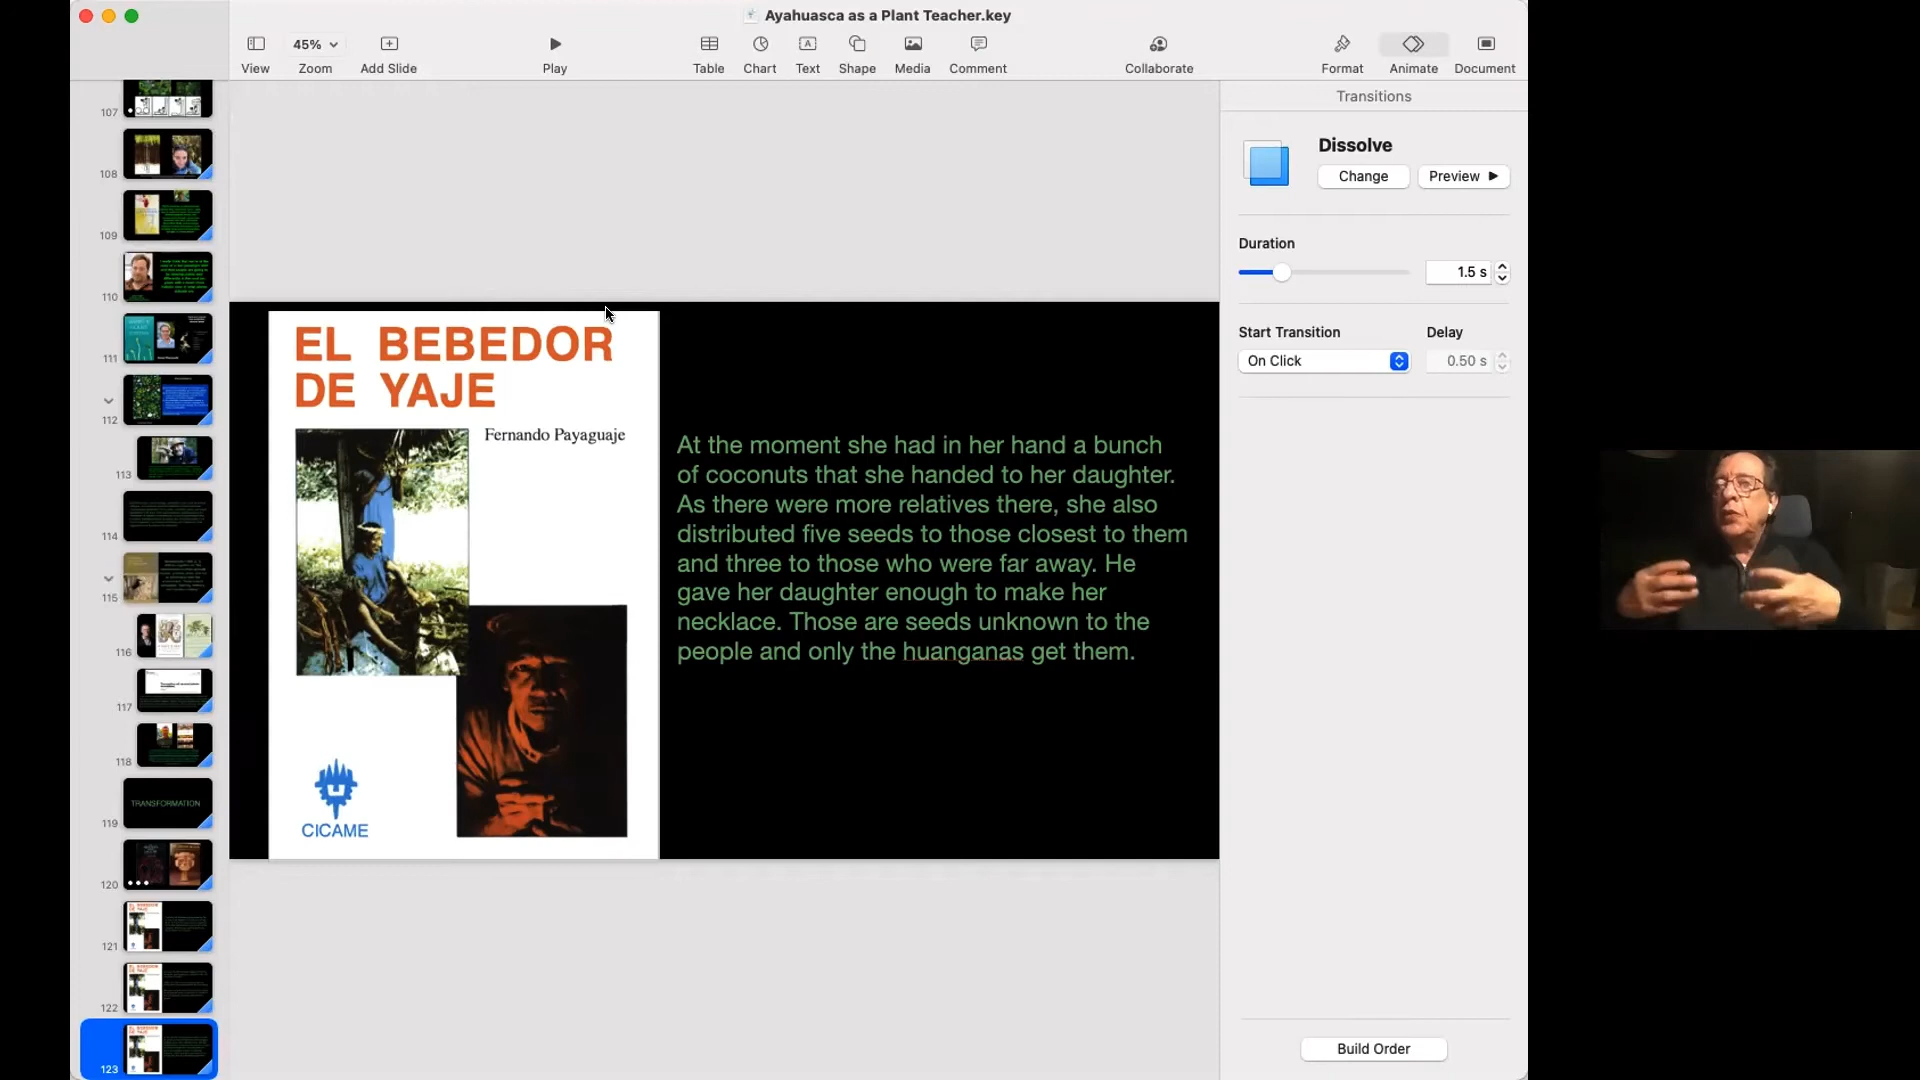 Ayahuasca as a Plant Teacher.key
45%
View
Zoom
Add Slide
Play
Table
Chart
Text
Shape
Media
Comment
Collaborate
Format
Animate
Document
Transitions
Dissolve
Change
Preview
Duration
1.5 s
Start Transition
Delay
On Click
0.50 s
Build Order
107
108
109
110
111
112
113
114
115
116
117
118
TRANSFORMATION
119
120
121
122
123
EL BEBEDOR
DE YAJE
Fernando Payaguaje
CICAME
At the moment she had in her hand a bunch
of coconuts that she handed to her daughter.
As there were more relatives there, she also
distributed five seeds to those closest to them
and three to those who were far away. He
gave her daughter enough to make her
necklace. Those are seeds unknown to the
people and only the huanganas get them.